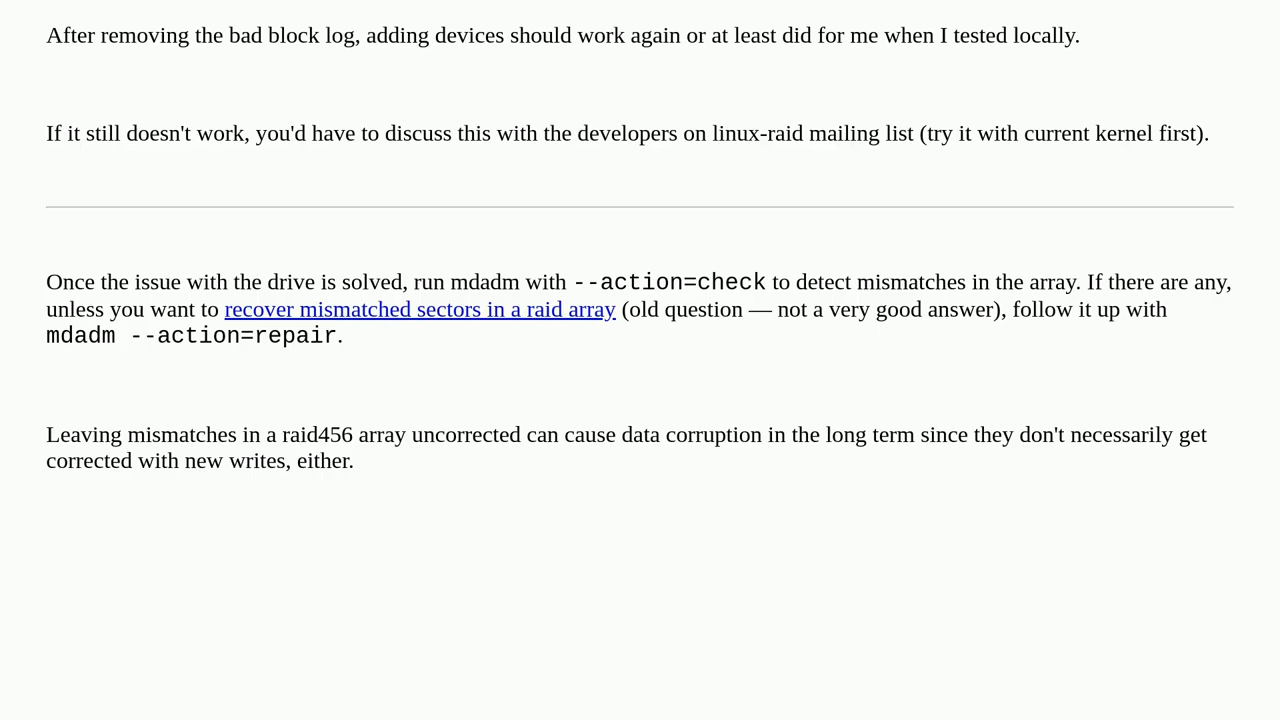 After removing the bad block log, adding devices should work again or at least did for me when I tested locally.
If it still doesn't work, you'd have to discuss this with the developers on linux-raid mailing list (try it with current kernel first).
Once the issue with the drive is solved, run mdadm with --action=check to detect mismatches in the array. If there are any,
unless you want to recover mismatched sectors in a raid array (old question — not a very good answer), follow it up with
mdadm --action=repair.
Leaving mismatches in a raid456 array uncorrected can cause data corruption in the long term since they don't necessarily get
corrected with new writes, either.